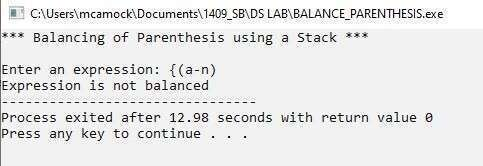 C:\Users\mcamock\Documents\1409_SB\DS LAB\BALANCE_PARENTHESIS.exe
*** Balancing of Parenthesis using a Stack ***
Enter an expression: {(a-n)
Expression is not balanced
--------------------------------
Process exited after 12.98 seconds with return value 0
Press any key to continue . . .